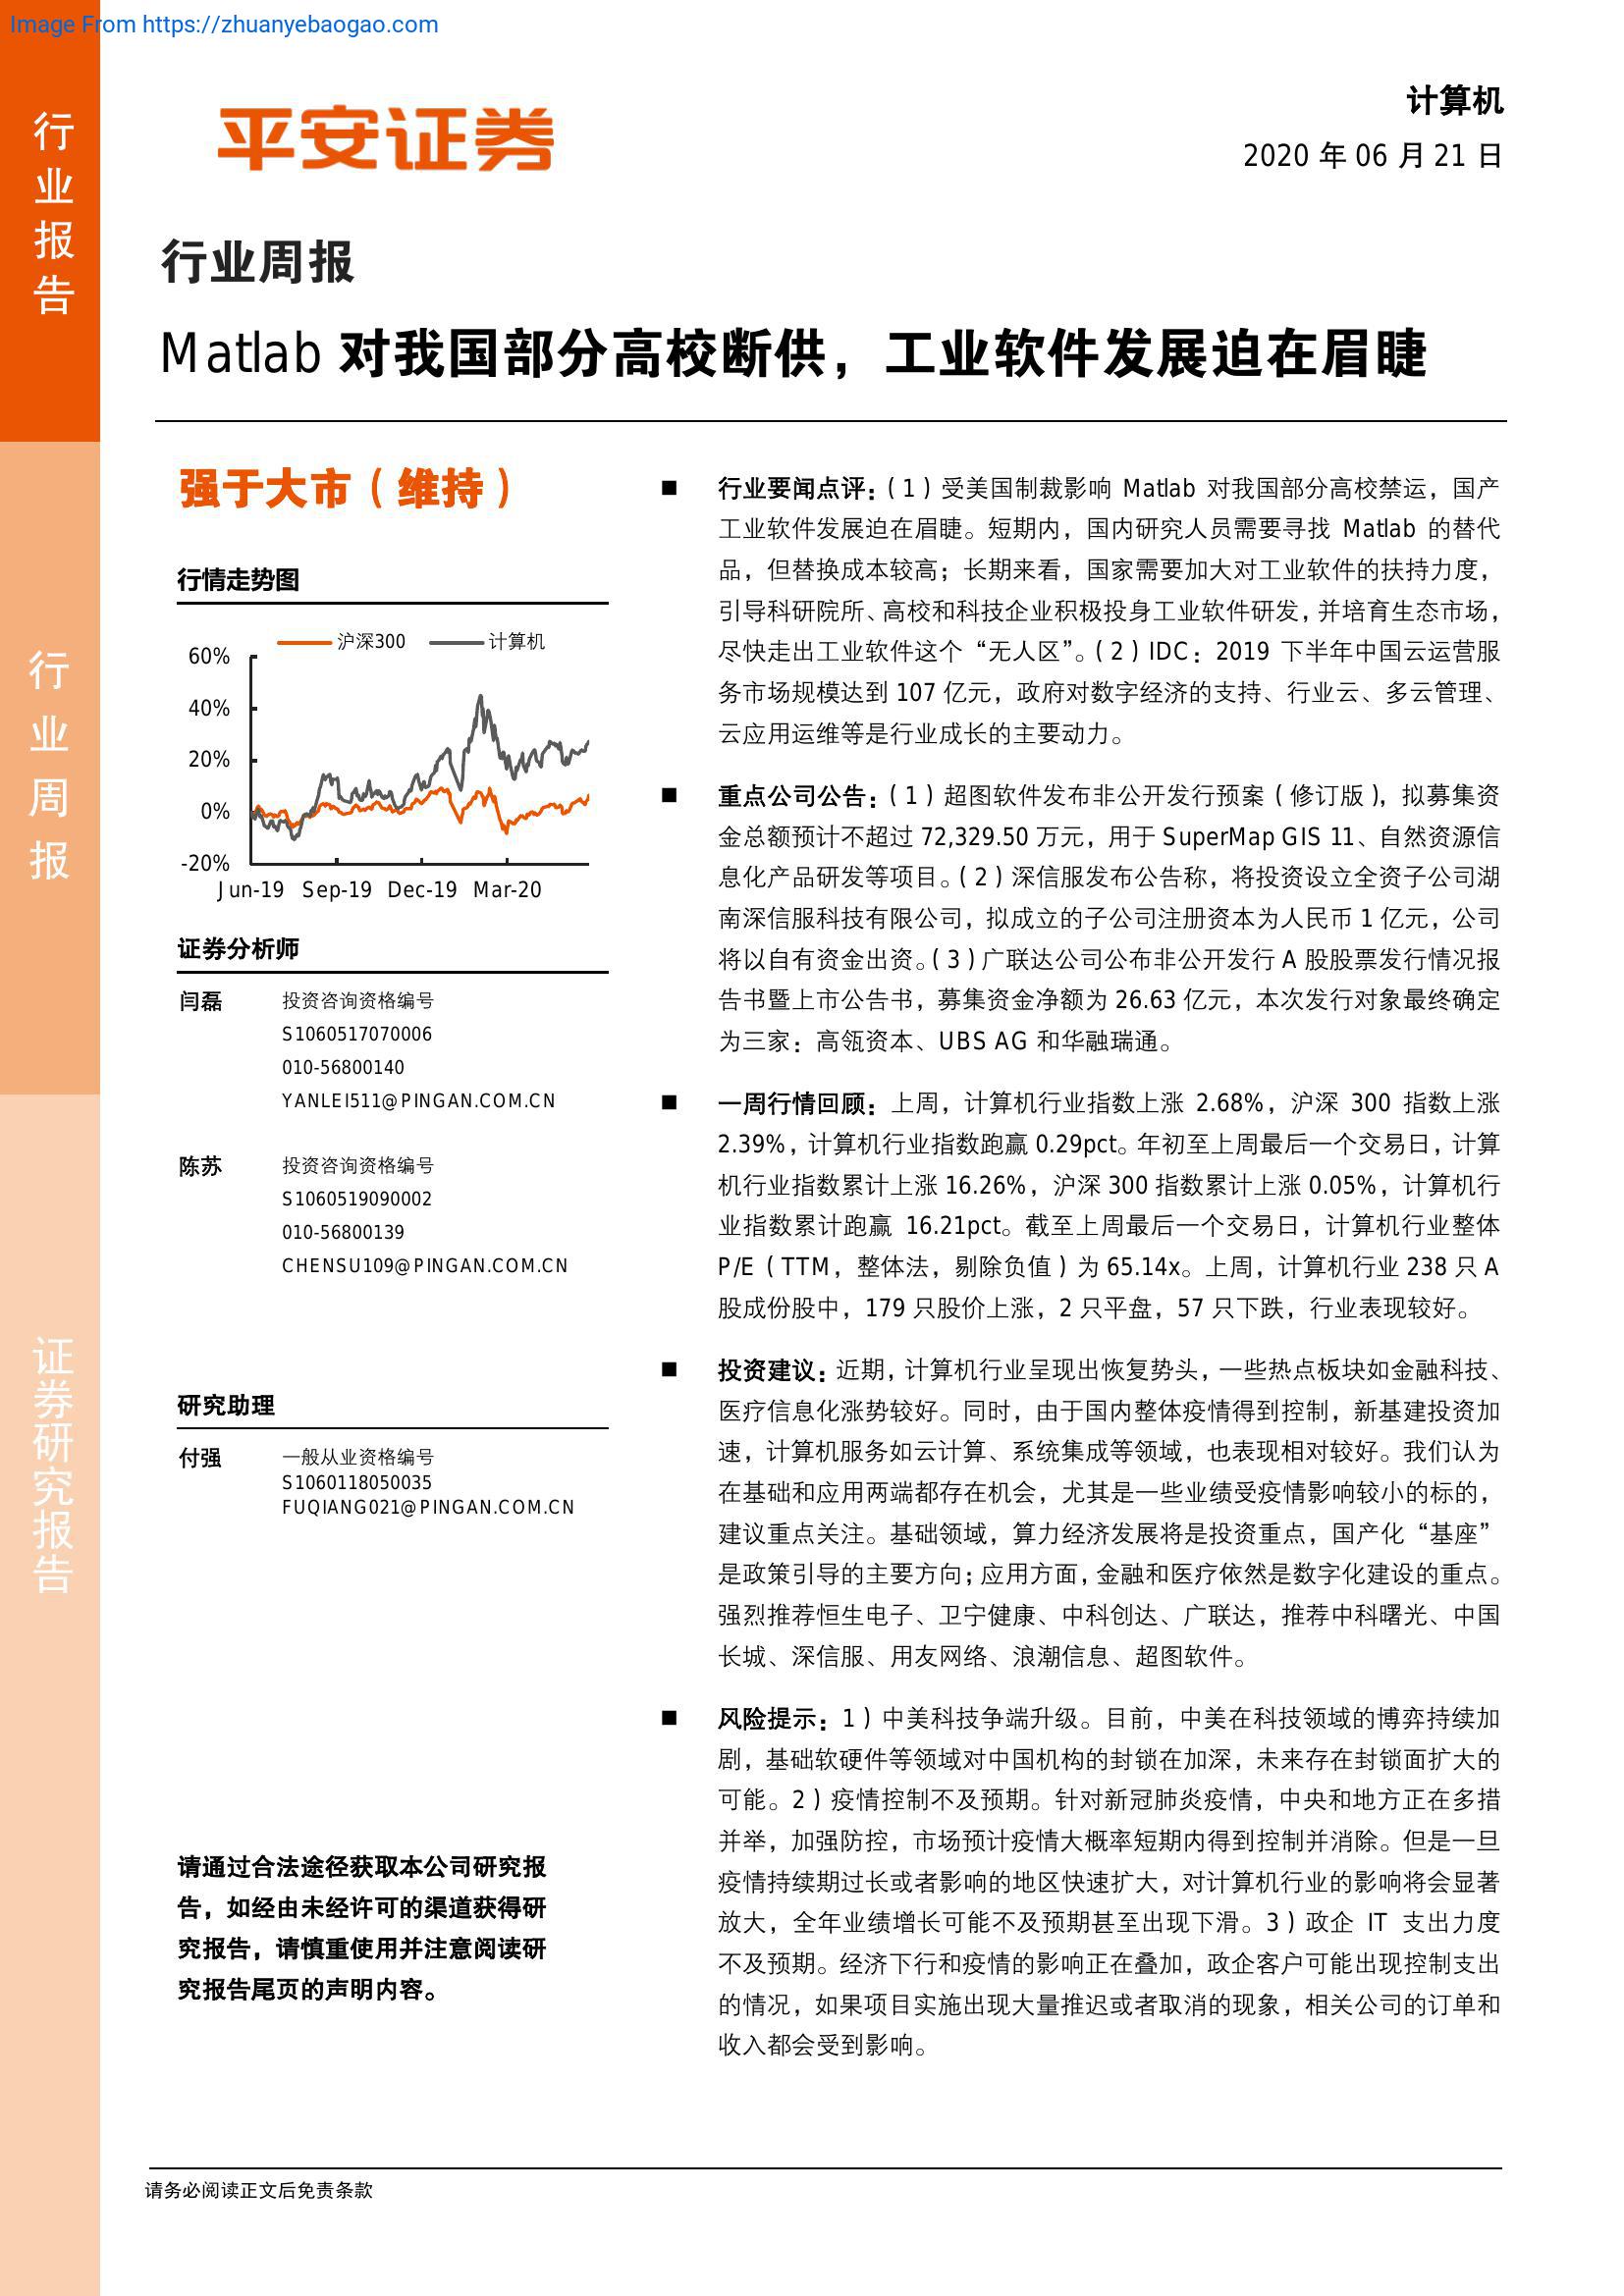 Image From https://zhuanyebaogao.com
行业报告
行业周报
证券研究报告
平安证券
计算机
2020 年 06 月 21 日
行业周报
Matlab 对我国部分高校断供，工业软件发展迫在眉睫
强于大市（维持）
行情走势图
沪深300 计算机
60%
40%
20%
0%
-20%
Jun-19 Sep-19 Dec-19 Mar-20
证券分析师
闫磊 投资咨询资格编号
S1060517070006
010-56800140
YANLEI511@PINGAN.COM.CN
陈苏 投资咨询资格编号
S1060519090002
010-56800139
CHENSU109@PINGAN.COM.CN
研究助理
付强 一般从业资格编号
S1060118050035
FUQIANG021@PINGAN.COM.CN
请通过合法途径获取本公司研究报
告，如经由未经许可的渠道获得研
究报告，请慎重使用并注意阅读研
究报告尾页的声明内容。
■ 行业要闻点评：（1）受美国制裁影响 Matlab 对我国部分高校禁运，国产
工业软件发展迫在眉睫。短期内，国内研究人员需要寻找 Matlab 的替代
品，但替换成本较高；长期来看，国家需要加大对工业软件的扶持力度，
引导科研院所、高校和科技企业积极投身工业软件研发，并培育生态市场，
尽快走出工业软件这个“无人区”。（2）IDC：2019 下半年中国云运营服
务市场规模达到 107 亿元，政府对数字经济的支持、行业云、多云管理、
云应用运维等是行业成长的主要动力。
■ 重点公司公告：（1）超图软件发布非公开发行预案（修订版），拟募集资
金总额预计不超过 72,329.50 万元，用于 SuperMap GIS 11、自然资源信
息化产品研发等项目。（2）深信服发布公告称，将投资设立全资子公司湖
南深信服科技有限公司，拟成立的子公司注册资本为人民币 1 亿元，公司
将以自有资金出资。（3）广联达公司公布非公开发行 A 股股票发行情况报
告书暨上市公告书，募集资金净额为 26.63 亿元，本次发行对象最终确定
为三家：高瓴资本、UBS AG 和华融瑞通。
■ 一周行情回顾：上周，计算机行业指数上涨 2.68%，沪深 300 指数上涨
2.39%，计算机行业指数跑赢 0.29pct。年初至上周最后一个交易日，计算
机行业指数累计上涨 16.26%，沪深 300 指数累计上涨 0.05%，计算机行
业指数累计跑赢 16.21pct。截至上周最后一个交易日，计算机行业整体
P/E（TTM，整体法，剔除负值）为 65.14x。上周，计算机行业 238 只 A
股成份股中，179 只股价上涨，2 只平盘，57 只下跌，行业表现较好。
■ 投资建议：近期，计算机行业呈现出恢复势头，一些热点板块如金融科技、
医疗信息化涨势较好。同时，由于国内整体疫情得到控制，新基建投资加
速，计算机服务如云计算、系统集成等领域，也表现相对较好。我们认为
在基础和应用两端都存在机会，尤其是一些业绩受疫情影响较小的标的，
建议重点关注。基础领域，算力经济发展将是投资重点，国产化“基座”
是政策引导的主要方向；应用方面，金融和医疗依然是数字化建设的重点。
强烈推荐恒生电子、卫宁健康、中科创达、广联达，推荐中科曙光、中国
长城、深信服、用友网络、浪潮信息、超图软件。
■ 风险提示：1）中美科技争端升级。目前，中美在科技领域的博弈持续加
剧，基础软硬件等领域对中国机构的封锁在加深，未来存在封锁面扩大的
可能。2）疫情控制不及预期。针对新冠肺炎疫情，中央和地方正在多措
并举，加强防控，市场预计疫情大概率短期内得到控制并消除。但是一旦
疫情持续期过长或者影响的地区快速扩大，对计算机行业的影响将会显著
放大，全年业绩增长可能不及预期甚至出现下滑。3）政企 IT 支出力度
不及预期。经济下行和疫情的影响正在叠加，政企客户可能出现控制支出
的情况，如果项目实施出现大量推迟或者取消的现象，相关公司的订单和
收入都会受到影响。
请务必阅读正文后免责条款